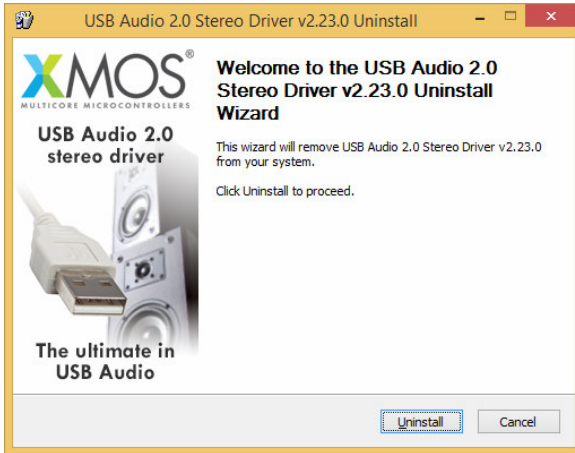 USB Audio 2.0 Stereo Driver v2.23.0 Uninstall
XMOS®
MULTICORE MICROCONTROLLERS
USB Audio 2.0
stereo driver
The ultimate in
USB Audio
Welcome to the USB Audio 2.0
Stereo Driver v2.23.0 Uninstall
Wizard
This wizard will remove USB Audio 2.0 Stereo Driver v2.23.0
from your system.
Click Uninstall to proceed.
Uninstall
Cancel